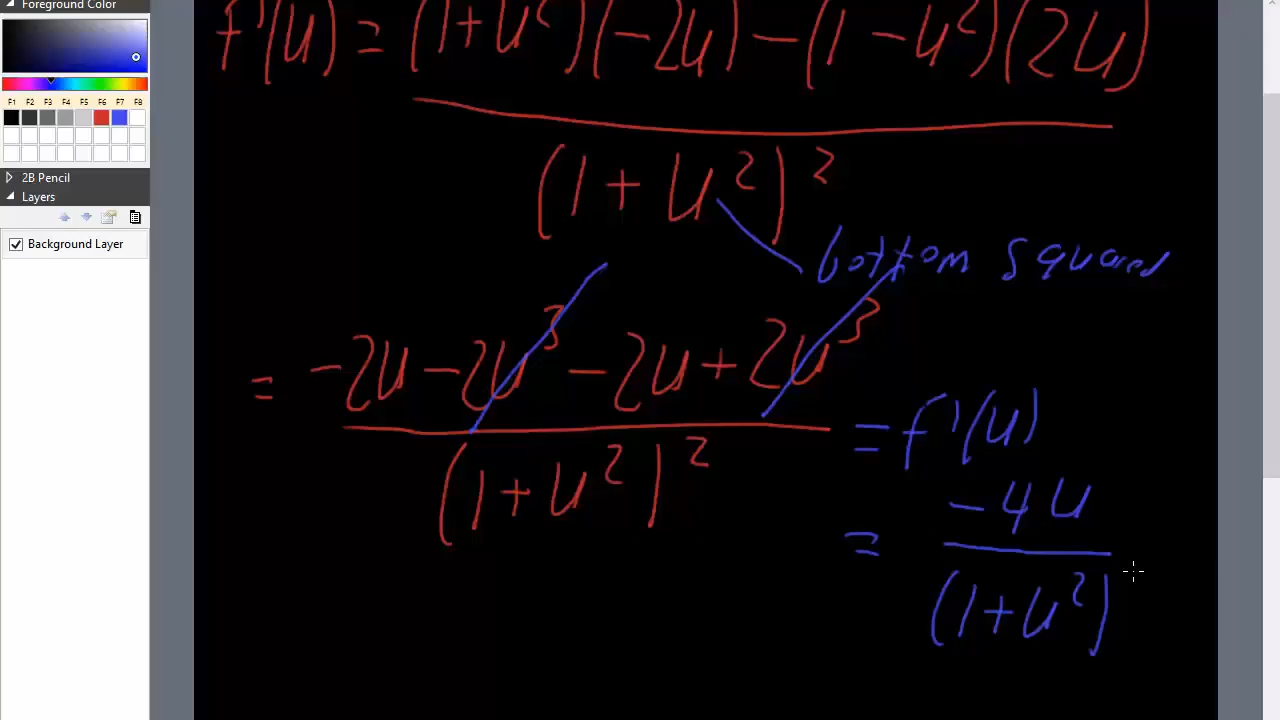 Foreground Color
F1 F2 F3 F4 F5 F6 F7 F8
2B Pencil
Layers
Background Layer
f'(u) = (1+u²)(-2u) - (1-u²)(2u)
(1+u²)²
bottom squared
= -2u-2u³-2u+2u³
(1+u²)²
= f'(u)
= -4u
(1+u²)